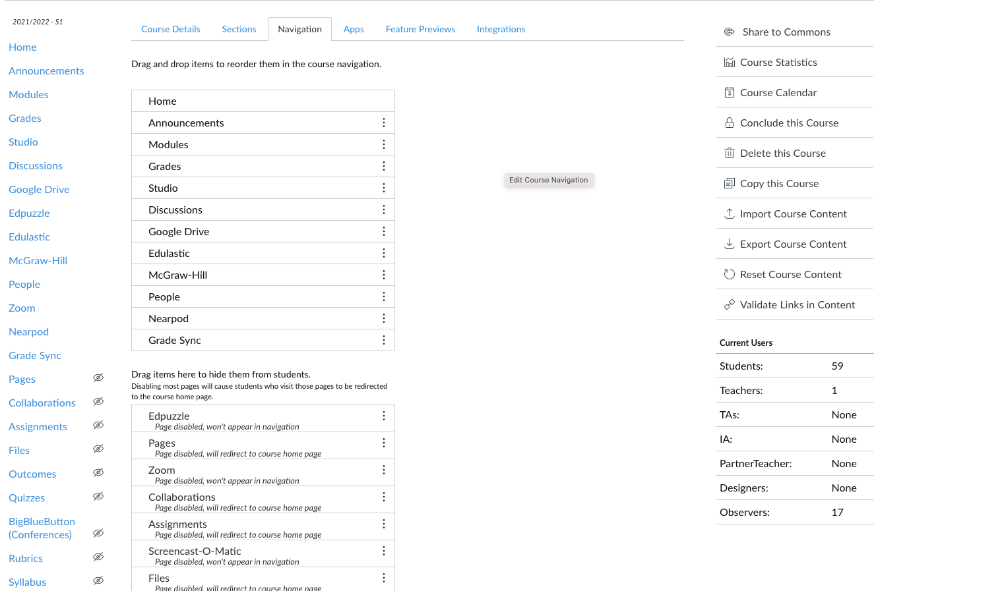 2021/2022 - S1
Home
Announcements
Modules
Grades
Studio
Discussions
Google Drive
Edpuzzle
Edulastic
McGraw-Hill
People
Zoom
Nearpod
Grade Sync
Pages
Collaborations
Assignments
Files
Outcomes
Quizzes
BigBlueButton
(Conferences)
Rubrics
Syllabus
Course Details Sections Navigation Apps Feature Previews Integrations
Drag and drop items to reorder them in the course navigation.
Home
Announcements
Modules
Grades
Studio
Discussions
Google Drive
Edulastic
McGraw-Hill
People
Nearpod
Grade Sync
Drag items here to hide them from students.
Disabling most pages will cause students who visit those pages to be redirected
to the course home page.
Edpuzzle
Page disabled, won't appear in navigation
Pages
Page disabled, will redirect to course home page
Zoom
Page disabled, won't appear in navigation
Collaborations
Page disabled, will redirect to course home page
Assignments
Page disabled, will redirect to course home page
Screencast-O-Matic
Page disabled, won't appear in navigation
Files
Page disabled, will redirect to course home page
Edit Course Navigation
Share to Commons
Course Statistics
3 Course Calendar
Conclude this Course
Delete this Course
Copy this Course
Import Course Content
Export Course Content
Reset Course Content
Validate Links in Content
Current Users
Students: 59
Teachers: 1
TAs: None
IA: None
PartnerTeacher: None
Designers: None
Observers: 17